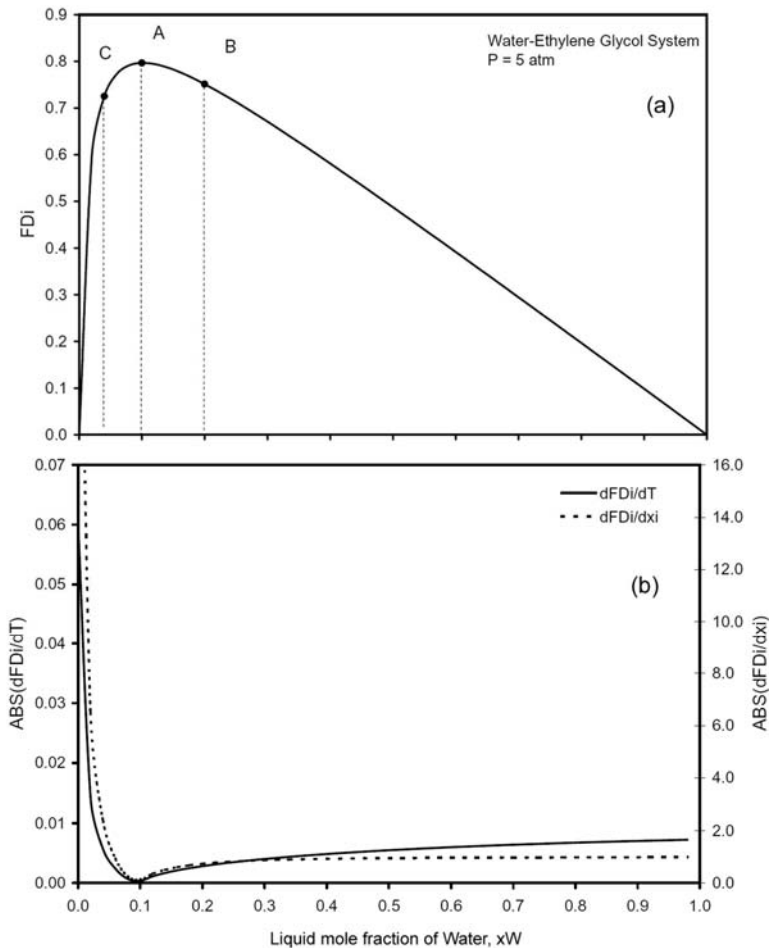 0.9
0.8
0.7
0.6
0.5
0.4
0.3
0.2
0.1
0.0
FDi
C
A
B
Water-Ethylene Glycol System
P = 5 atm
(a)
0.07
0.06
0.05
0.04
0.03
0.02
0.01
0.00
ABS(dFDi/dT)
dFDi/dT
dFDi/dxi
(b)
16.0
14.0
12.0
10.0
8.0
6.0
4.0
2.0
0.0
ABS(dFDi/dxi)
0.0 0.1 0.2 0.3 0.4 0.5 0.6 0.7 0.8 0.9 1.0
Liquid mole fraction of Water, xW